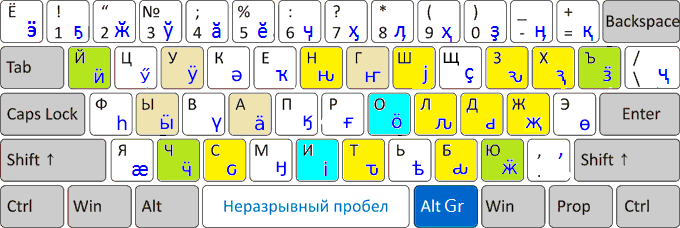 Ё ӭ ! 1 ҕ " 2 ӂ № 3 ў ; 4 ӑ % 5 ӗ : 6 ҷ ? 7 ҳ * 8 ԯ ( 9 қ ) 0 ҙ _ - ң + = қ Backspace
Tab Й ӥ Ц ӳ У ӱ К ә Е ҡ Н њ Г ҥ Ш ј Щ ҫ З ԅ Х ԇ Ъ ӟ / \ ҷ
Caps Lock Ф һ Ы ӹ В ү А ӓ П ӄ Р ғ О ӧ Л љ Д ԁ Ж җ Э ө Enter
Shift ↑ Я ӕ Ч ӵ С ԍ М ӈ И і Т ԏ Ь ѣ Б ԃ Ю ӝ , . ʼ Shift ↑
Ctrl Win Alt Неразрывный пробел Alt Gr Win Prop Ctrl